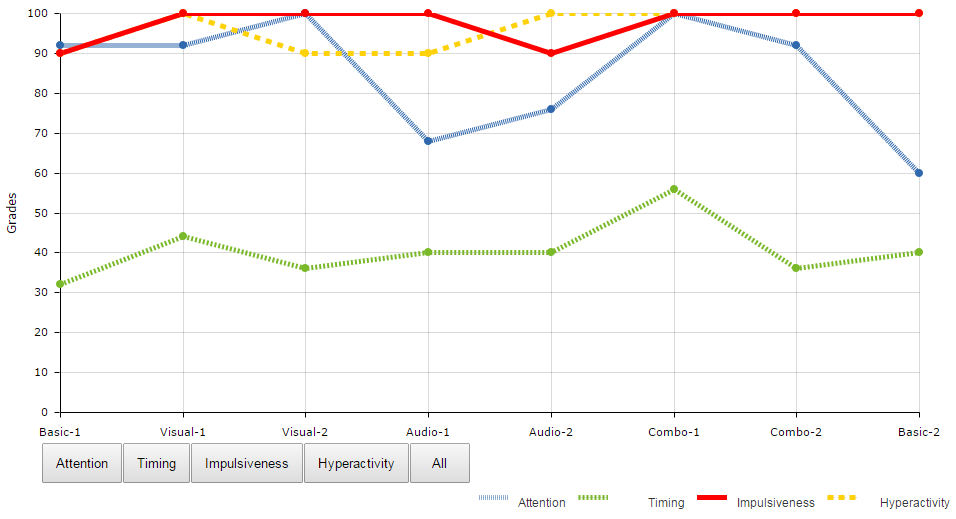 100
90
80
70
60
50
40
30
20
10
0
Grades
Basic-1 Visual-1 Visual-2 Audio-1 Audio-2 Combo-1 Combo-2 Basic-2
Attention Timing Impulsiveness Hyperactivity All
Attention Timing Impulsiveness Hyperactivity